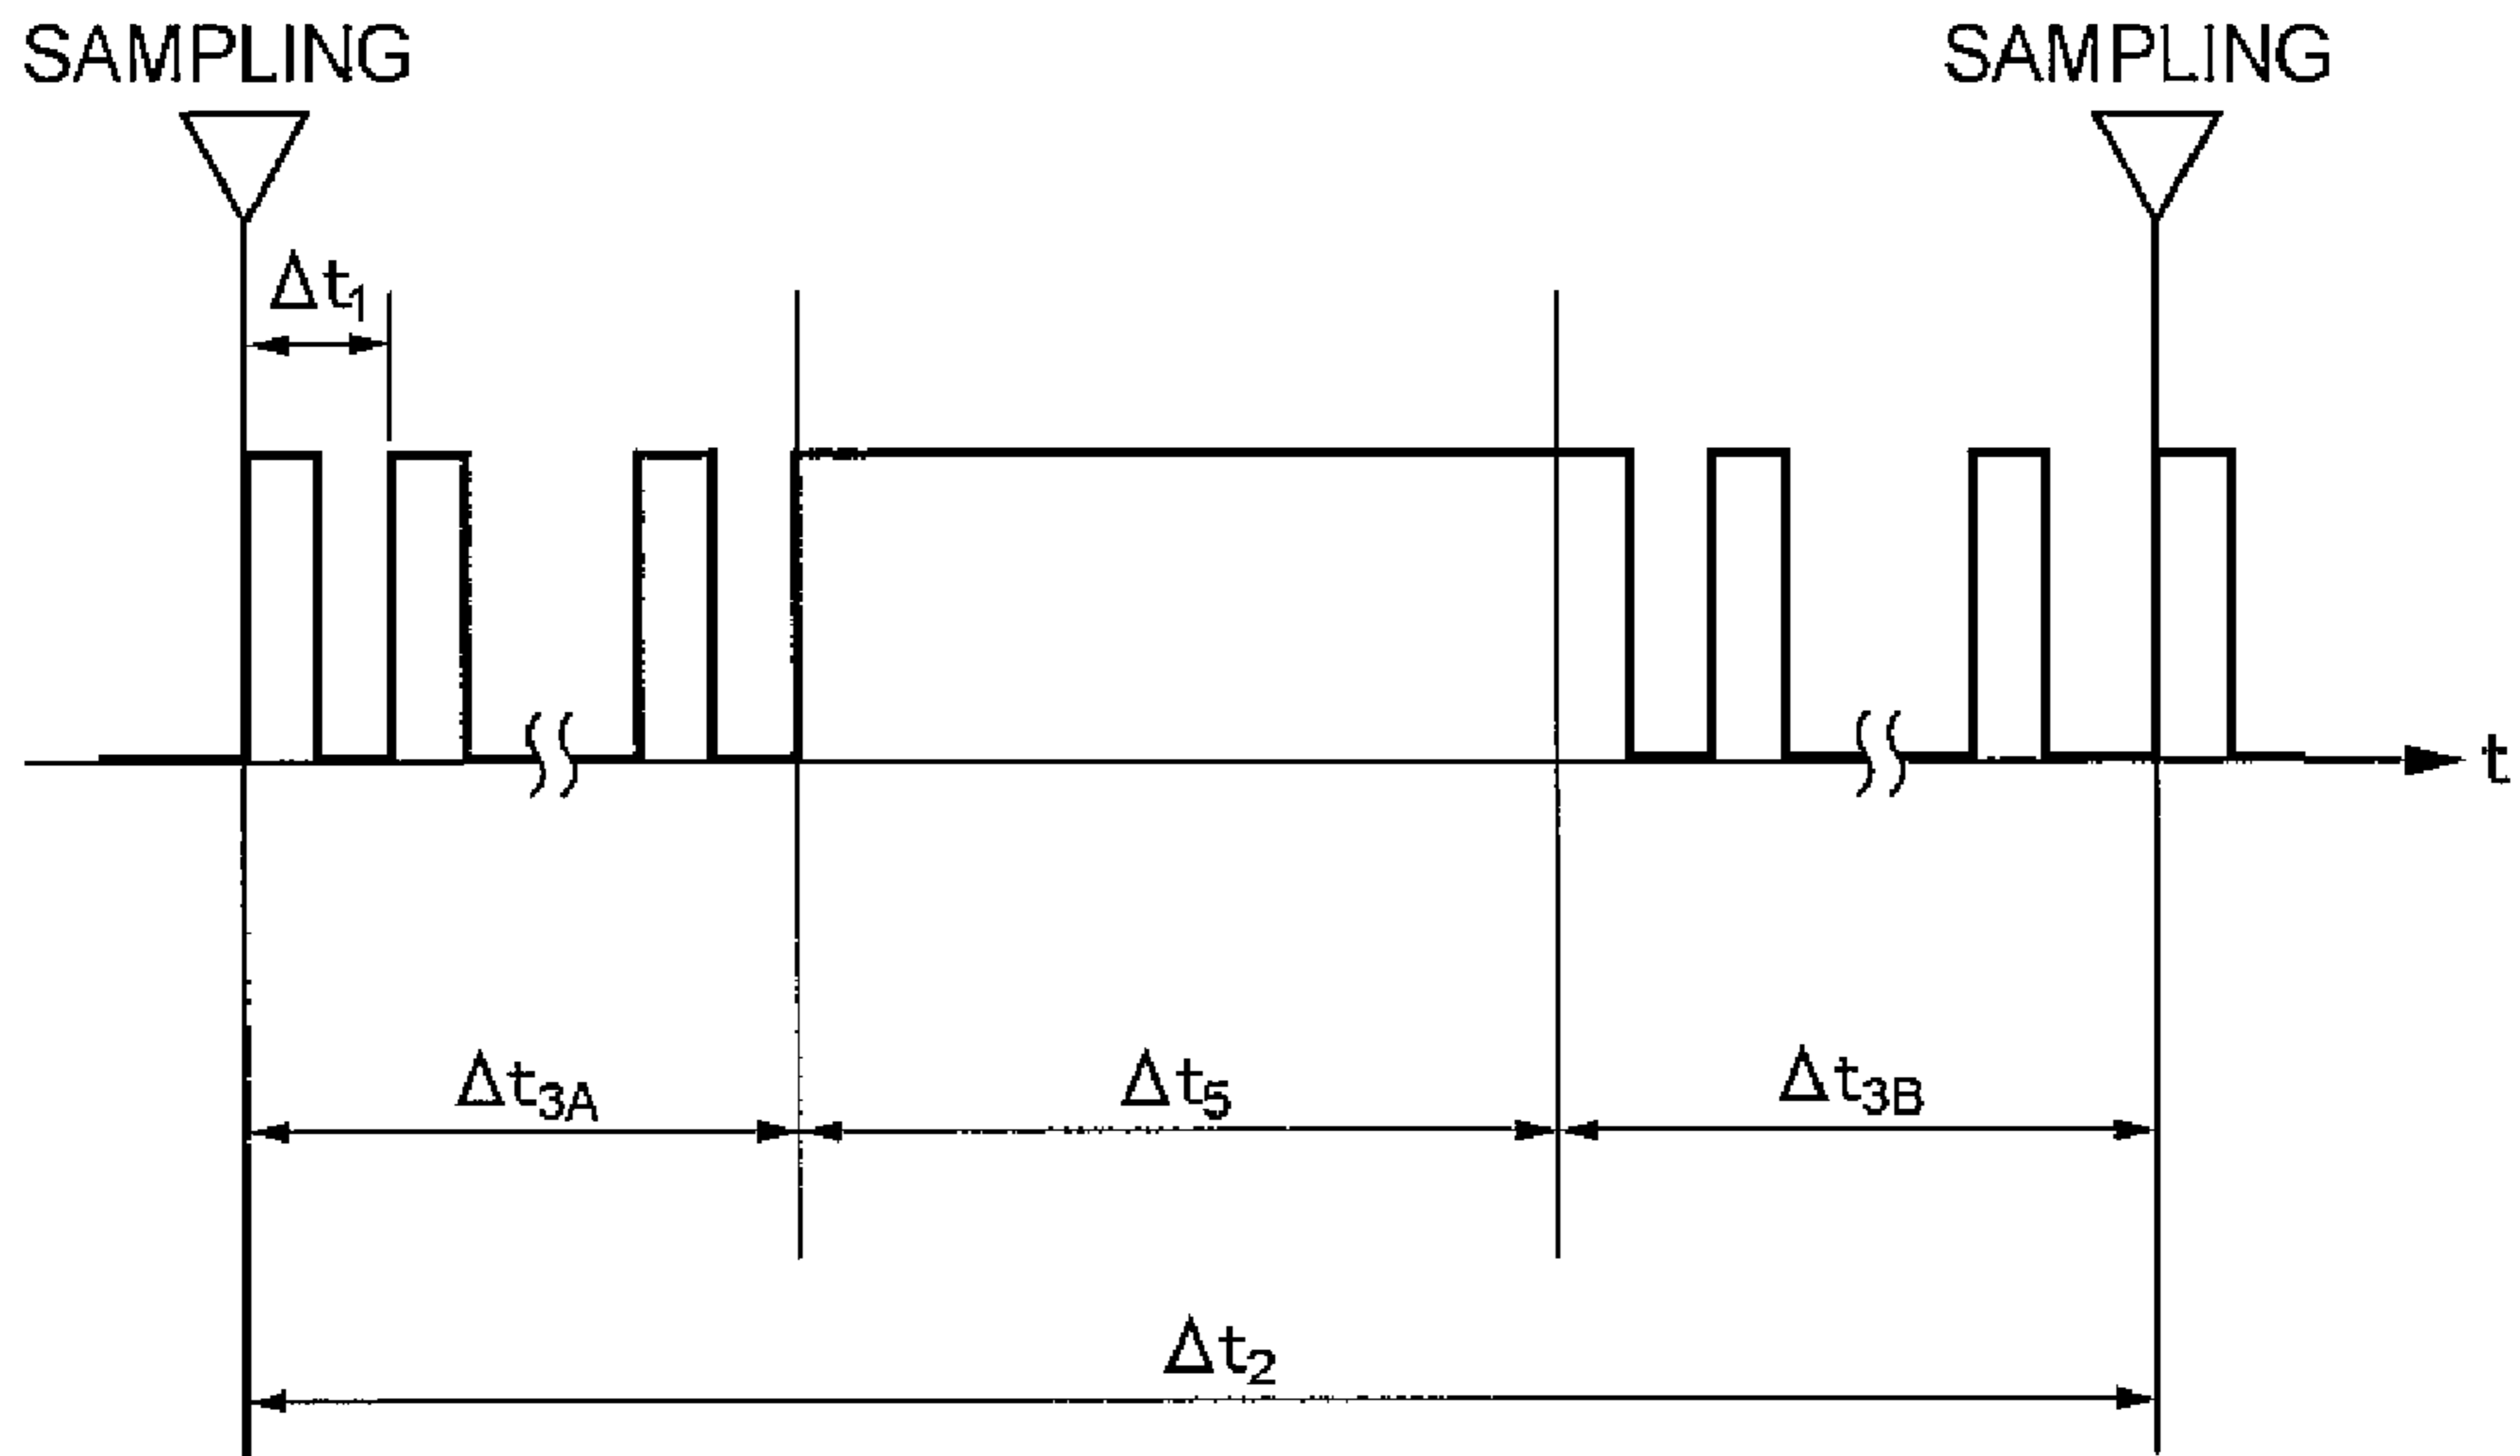 SAMPLING SAMPLING
Δt₁
t
Δt₃A Δt₅ Δt₃B
Δt₂